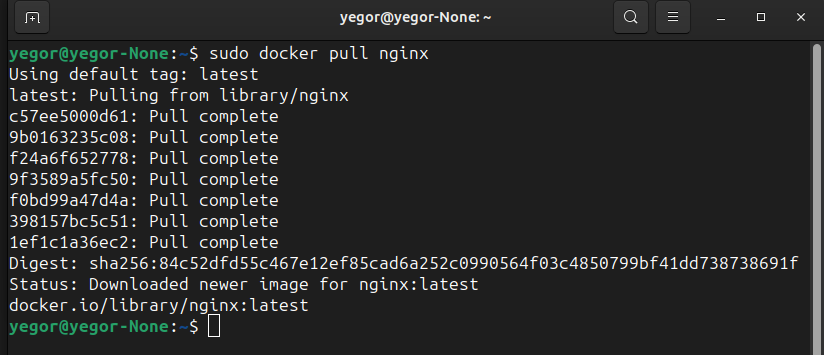 yegor@yegor-None: ~
yegor@yegor-None:~$ sudo docker pull nginx
Using default tag: latest
latest: Pulling from library/nginx
c57ee5000d61: Pull complete
9b0163235c08: Pull complete
f24a6f652778: Pull complete
9f3589a5fc50: Pull complete
f0bd99a47d4a: Pull complete
398157bc5c51: Pull complete
1ef1c1a36ec2: Pull complete
Digest: sha256:84c52dfd55c467e12ef85cad6a252c0990564f03c4850799bf41dd738738691f
Status: Downloaded newer image for nginx:latest
docker.io/library/nginx:latest
yegor@yegor-None:~$